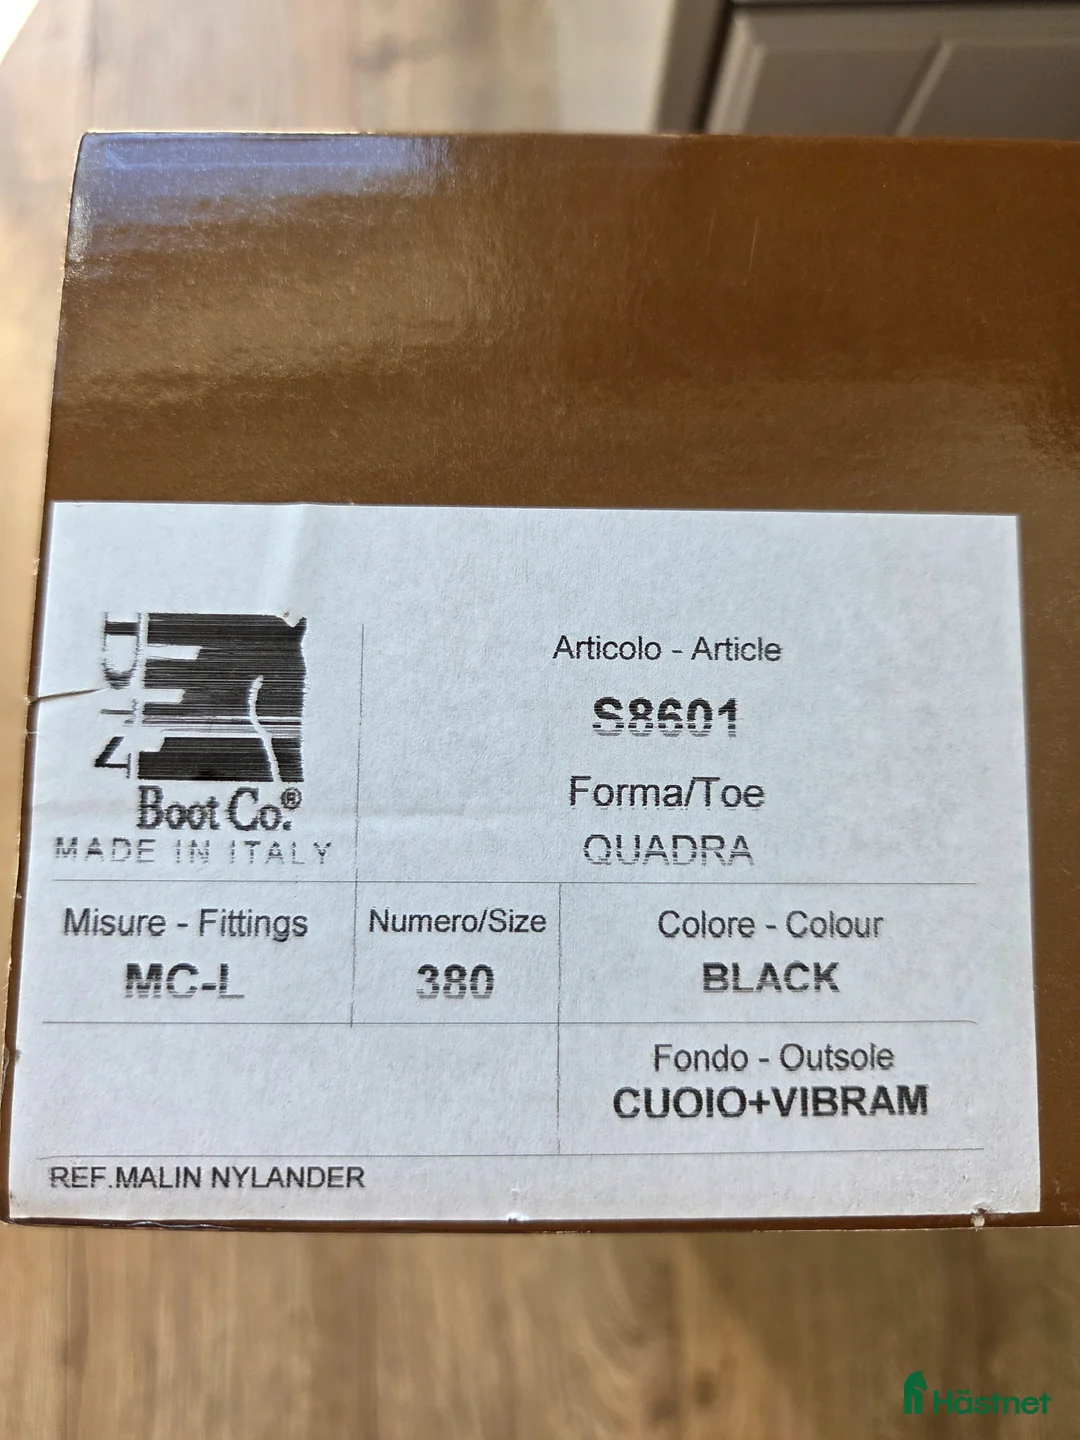 Boot Co.®
MADE IN ITALY
Articolo - Article
S8601
Forma/Toe
QUADRA
Misure - Fittings
MC-L
Numero/Size
380
Colore - Colour
BLACK
Fondo - Outsole
CUOIO+VIBRAM
REF.MALIN NYLANDER
Hästnet